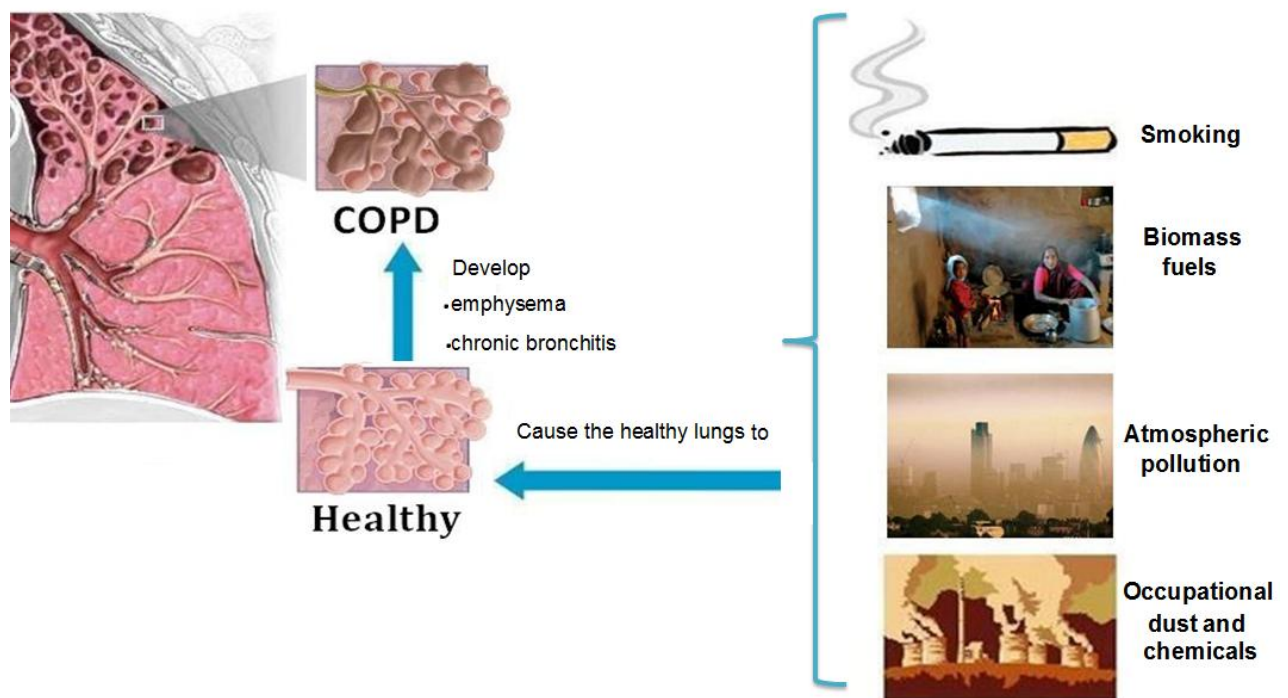 COPD
Develop
•emphysema
•chronic bronchitis
Healthy
Cause the healthy lungs to
Smoking
Biomass
fuels
Atmospheric
pollution
Occupational
dust and
chemicals